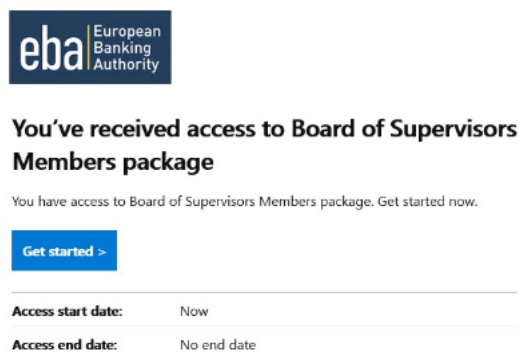 eba European
Banking
Authority
You've received access to Board of Supervisors
Members package
You have access to Board of Supervisors Members package. Get started now.
Get started >
Access start date: Now
Access end date: No end date